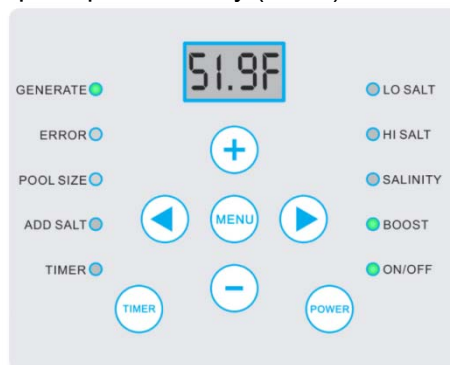 51.9F
GENERATE
LO SALT
ERROR
HI SALT
POOL SIZE
SALINITY
ADD SALT
MENU
BOOST
TIMER
ON/OFF
TIMER
POWER